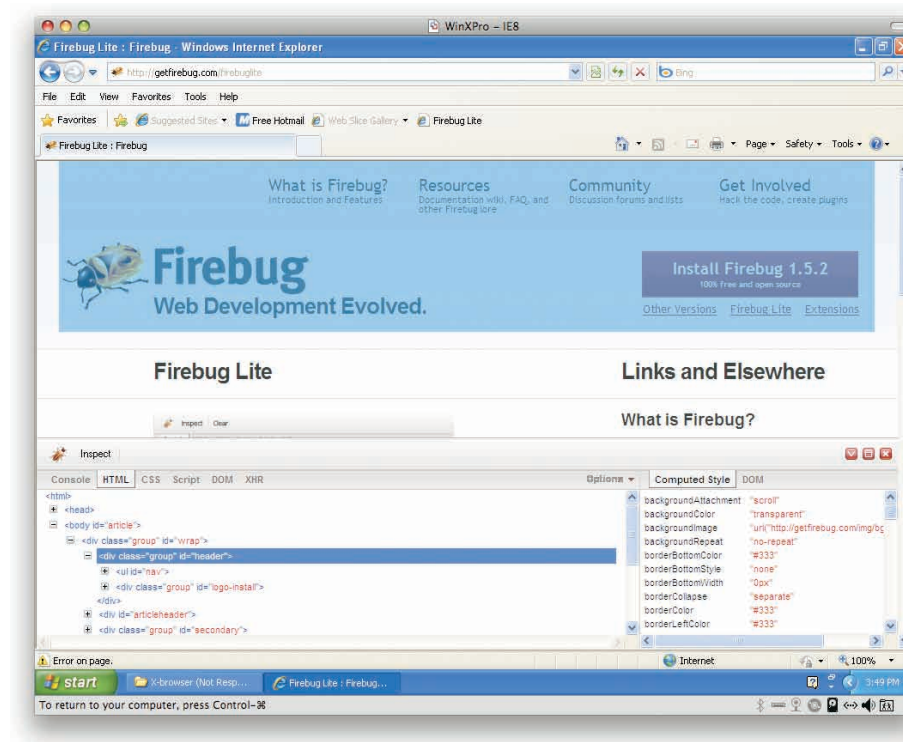 WinXPro – IE8
Firebug Lite : Firebug - Windows Internet Explorer
http://getfirebug.com/firebuglite
Bing
File Edit View Favorites Tools Help
Favorites Suggested Sites Free Hotmail Web Slice Gallery Firebug Lite
Firebug Lite : Firebug
Page Safety Tools
What is Firebug? Resources Community Get Involved
Introduction and Features Documentation wiki, FAQ, and other Firebug lore Discussion forums and lists Hack the code, create plugins
Firebug
Web Development Evolved.
Install Firebug 1.5.2
100% free and open source
Other Versions Firebug Lite Extensions
Firebug Lite
Links and Elsewhere
Inspect Clear
What is Firebug?
Inspect
Console HTML CSS Script DOM XHR Options Computed Style DOM
<html>
<head>
<body id="article">
<div class="group" id="wrap">
<div class="group" id="header">
<ul id="nav">
<div class="group" id="logo-install">
</div>
<div id="articleheader">
<div class="group" id="secondary">
backgroundAttachment "scroll"
backgroundColor "transparent"
backgroundImage "url("http://getfirebug.com/img/bg
backgroundRepeat "no-repeat"
borderBottomColor "#333"
borderBottomStyle "none"
borderBottomWidth "0px"
borderCollapse "separate"
borderColor "#333"
borderLeftColor "#333"
Error on page. Internet 100%
start X-browser (Not Resp... Firebug Lite : Firebug... 3:49 PM
To return to your computer, press Control-⌘